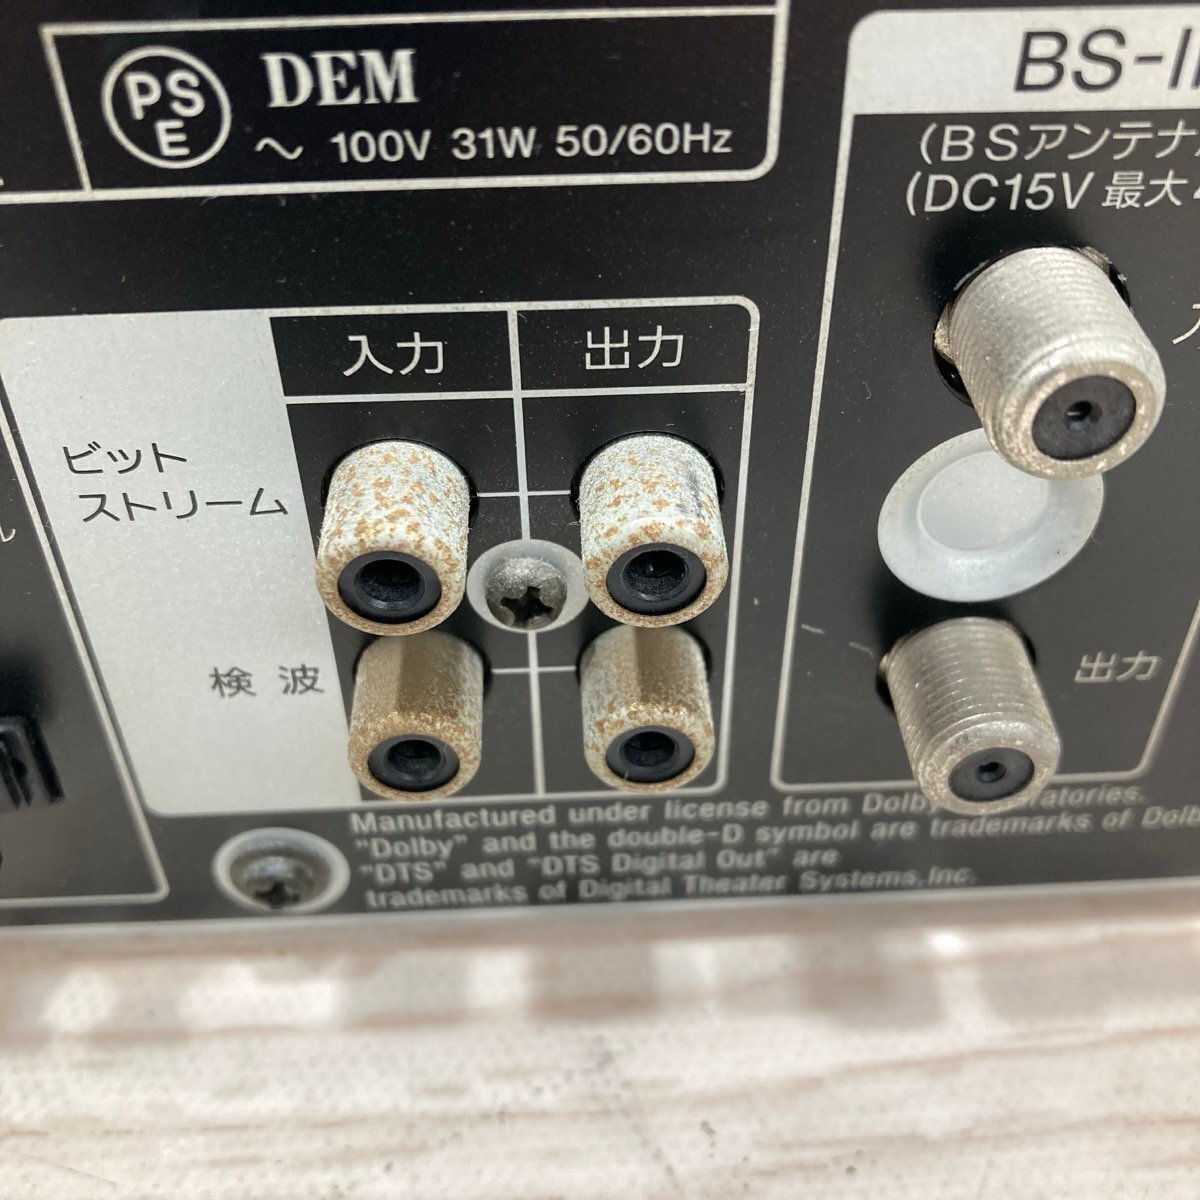 PSE DEM
～ 100V 31W 50/60Hz
BS-I
(BSアンテナ
(DC15V 最大
入力 出力
ビット
ストリーム
検 波
出力
Manufactured under license from Dolby
"Dolby" and the double-D symbol are trademarks of Dolb
"DTS" and "DTS Digital Out" are
trademarks of Digital Theater Systems,Inc.